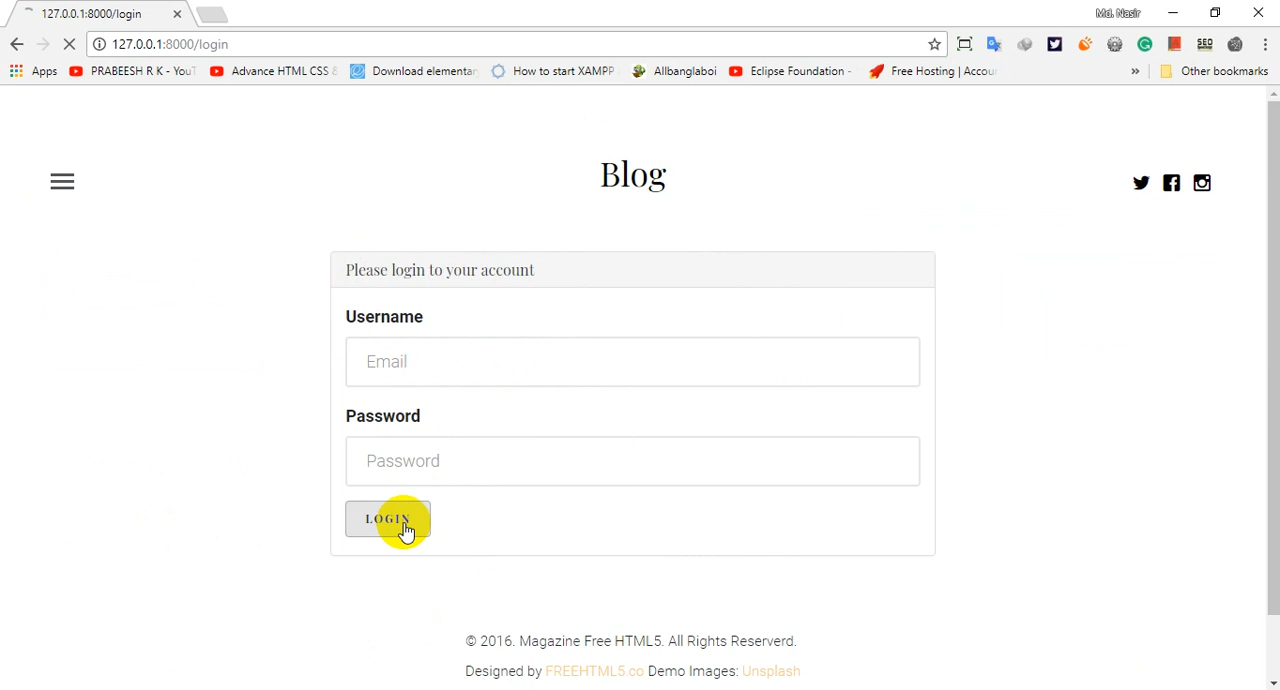 127.0.0.1:8000/login
Md. Nasir
127.0.0.1:8000/login
SEO
Apps PRABEESH R K - YouT Advance HTML CSS & Download elementar How to start XAMPP Allbanglaboi Eclipse Foundation - Free Hosting | Accou » Other bookmarks
Blog
Please login to your account
Username
Email
Password
Password
LOGIN
© 2016. Magazine Free HTML5. All Rights Reserverd.
Designed by FREEHTML5.co Demo Images: Unsplash